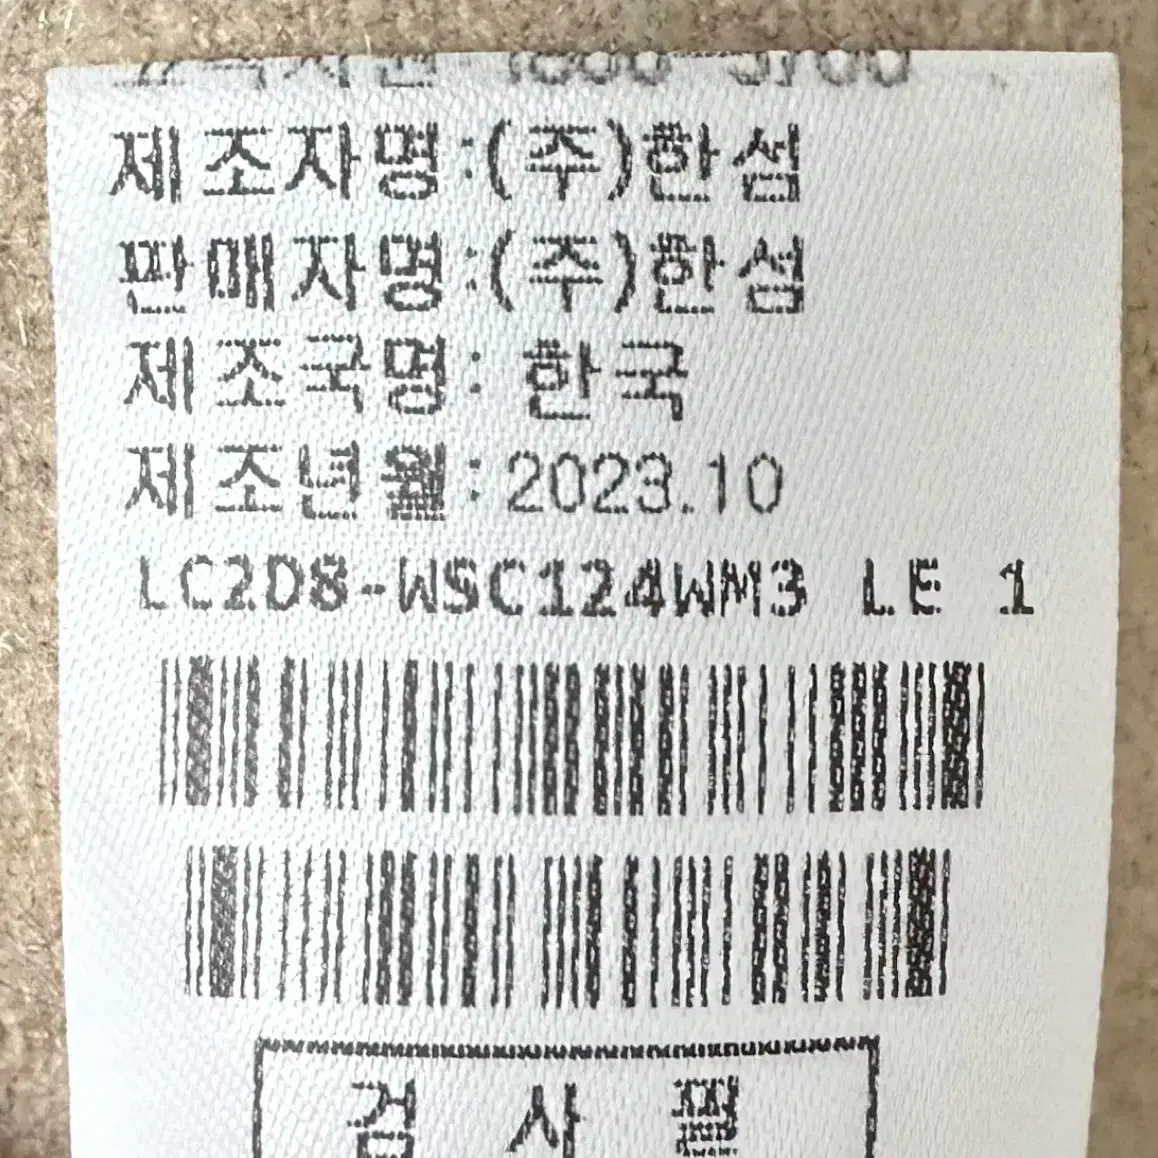 제조자명:(주)한섬
판매자명:(주)한섬
제조국명: 한국
제조년월:2023.10
LC2D8-WSC124WM3 LE 1
검 사 필